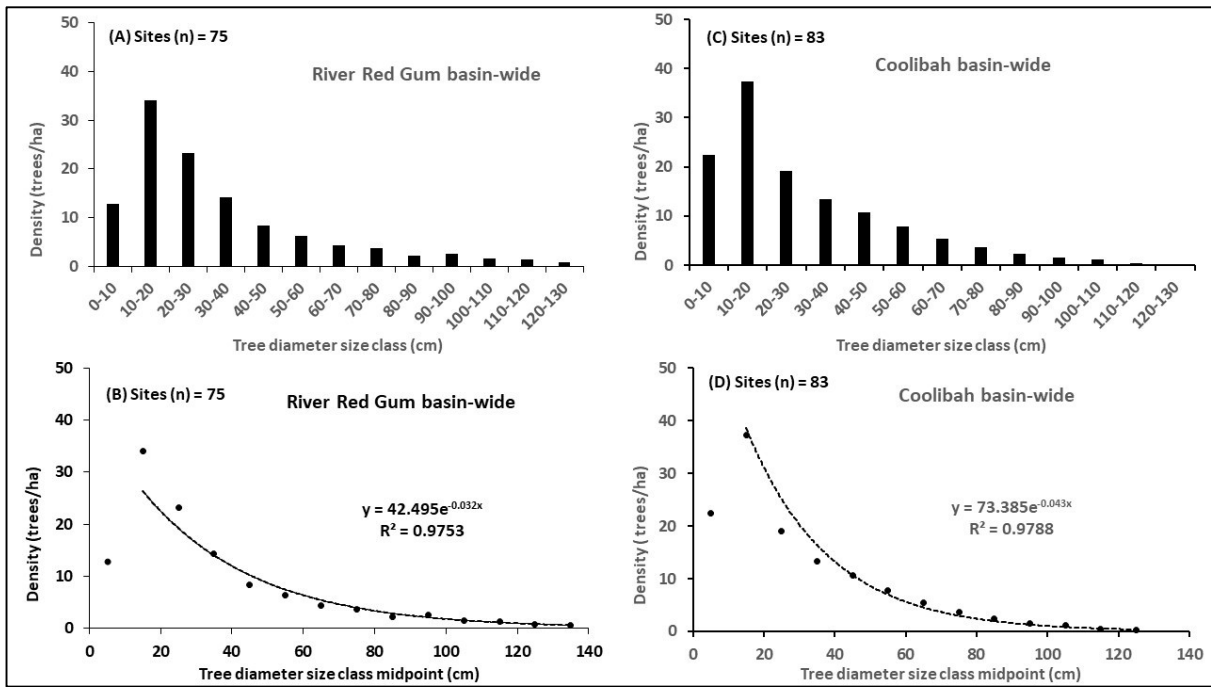 (A) Sites (n) = 75
River Red Gum basin-wide
Density (trees/ha)
50
40
30
20
10
0
0-10
10-20
20-30
30-40
40-50
50-60
60-70
70-80
80-90
90-100
100-110
110-120
120-130
Tree diameter size class (cm)
(C) Sites (n) = 83
Coolibah basin-wide
Density ( trees/ha)
50
40
30
20
10
0
0-10
10-20
20-30
30-40
40-50
50-60
60-70
70-80
80-90
90-100
100-110
110-120
120-130
Tree diameter size class (cm)
(B) Sites (n) = 75
River Red Gum basin-wide
y = 42.495e^-0.032x
R² = 0.9753
Density (trees/ha)
50
40
30
20
10
0
0 20 40 60 80 100 120 140
Tree diameter size class midpoint (cm)
(D) Sites (n) = 83
Coolibah basin-wide
y = 73.385e^-0.043x
R² = 0.9788
Density ( trees/ha)
50
40
30
20
10
0
0 20 40 60 80 100 120 140
Tree diameter size class midpoint (cm)